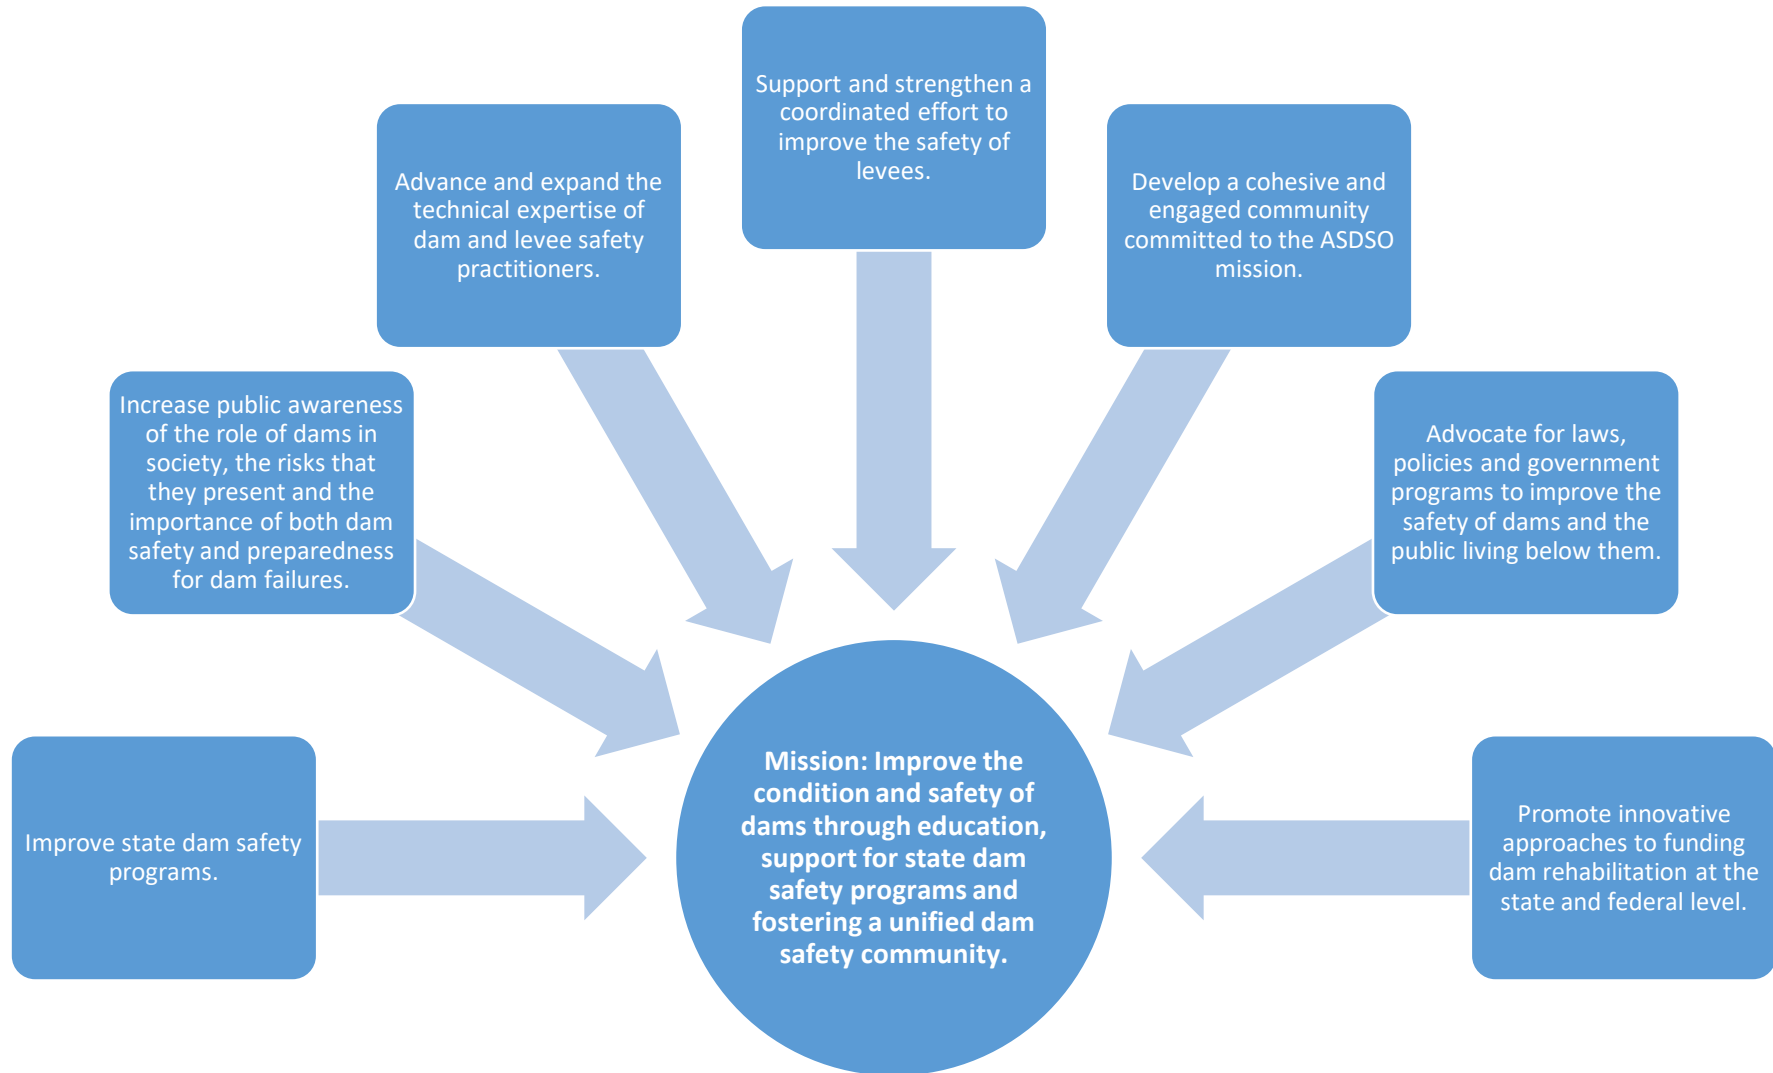 Support and strengthen a
coordinated effort to
improve the safety of
levees.
Advance and expand the
technical expertise of
dam and levee safety
practitioners.
Develop a cohesive and
engaged community
committed to the ASDSO
mission.
Increase public awareness
of the role of dams in
society, the risks that
they present and the
importance of both dam
safety and preparedness
for dam failures.
Advocate for laws,
policies and government
programs to improve the
safety of dams and the
public living below them.
Improve state dam safety
programs.
Mission: Improve the
condition and safety of
dams through education,
support for state dam
safety programs and
fostering a unified dam
safety community.
Promote innovative
approaches to funding
dam rehabilitation at the
state and federal level.